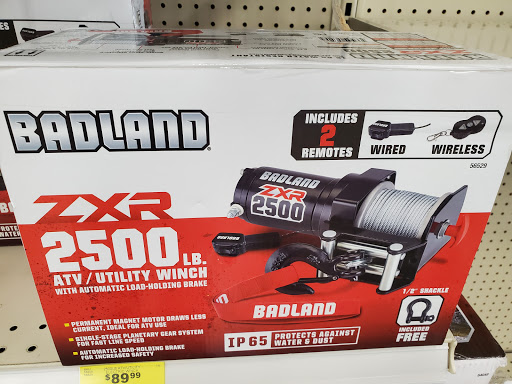 BADLAND
INCLUDES
2
REMOTES
WIRED
WIRELESS
56529
BADLAND
ZXR
2500
ZXR
2500 LB.
ATV/UTILITY WINCH
WITH AUTOMATIC LOAD-HOLDING BRAKE
BADLAND
1/2" SHACKLE
INCLUDED
FREE
PERMANENT MAGNET MOTOR DRAWS LESS
CURRENT, IDEAL FOR ATV USE
SINGLE-STAGE PLANETARY GEAR SYSTEM
FOR FAST LINE SPEED
AUTOMATIC LOAD-HOLDING BRAKE
FOR INCREASED SAFETY
IP 65
PROTECTS AGAINST
WATER & DUST
$89.99